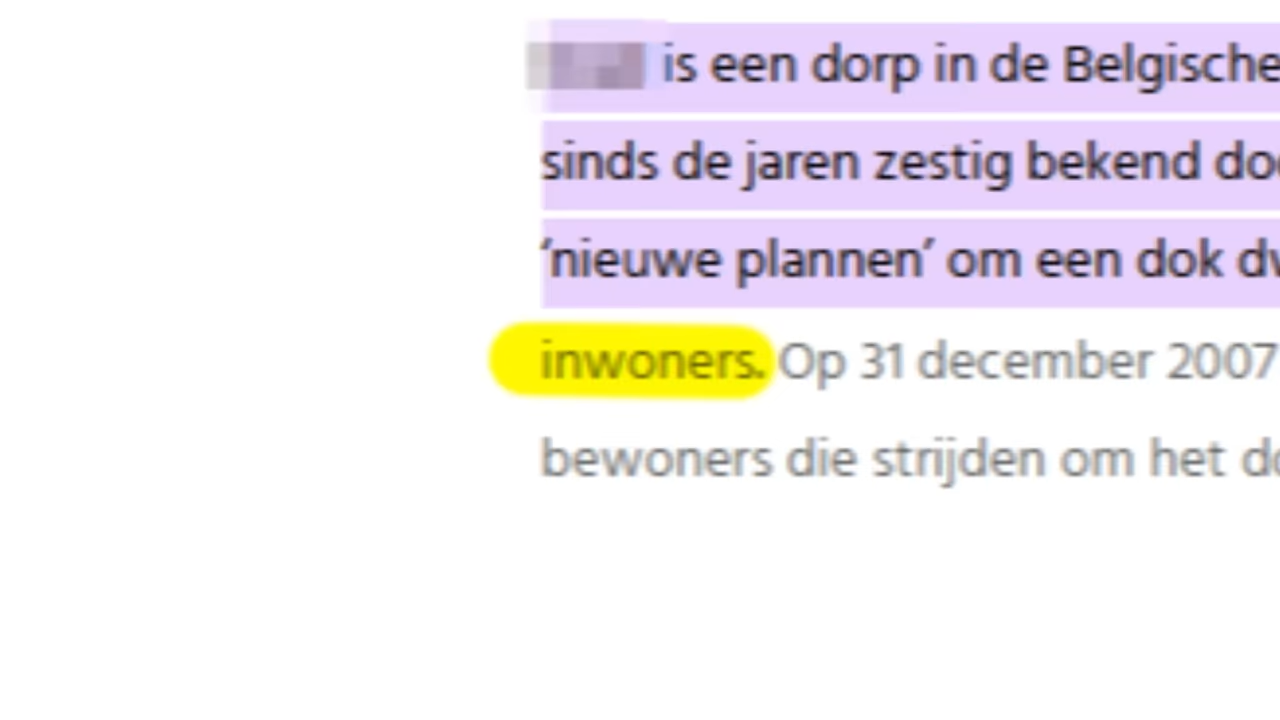 is een dorp in de Belgische
sinds de jaren zestig bekend
‘nieuwe plannen’ om een dok
inwoners. Op 31 december 2007
bewoners die strijden om het